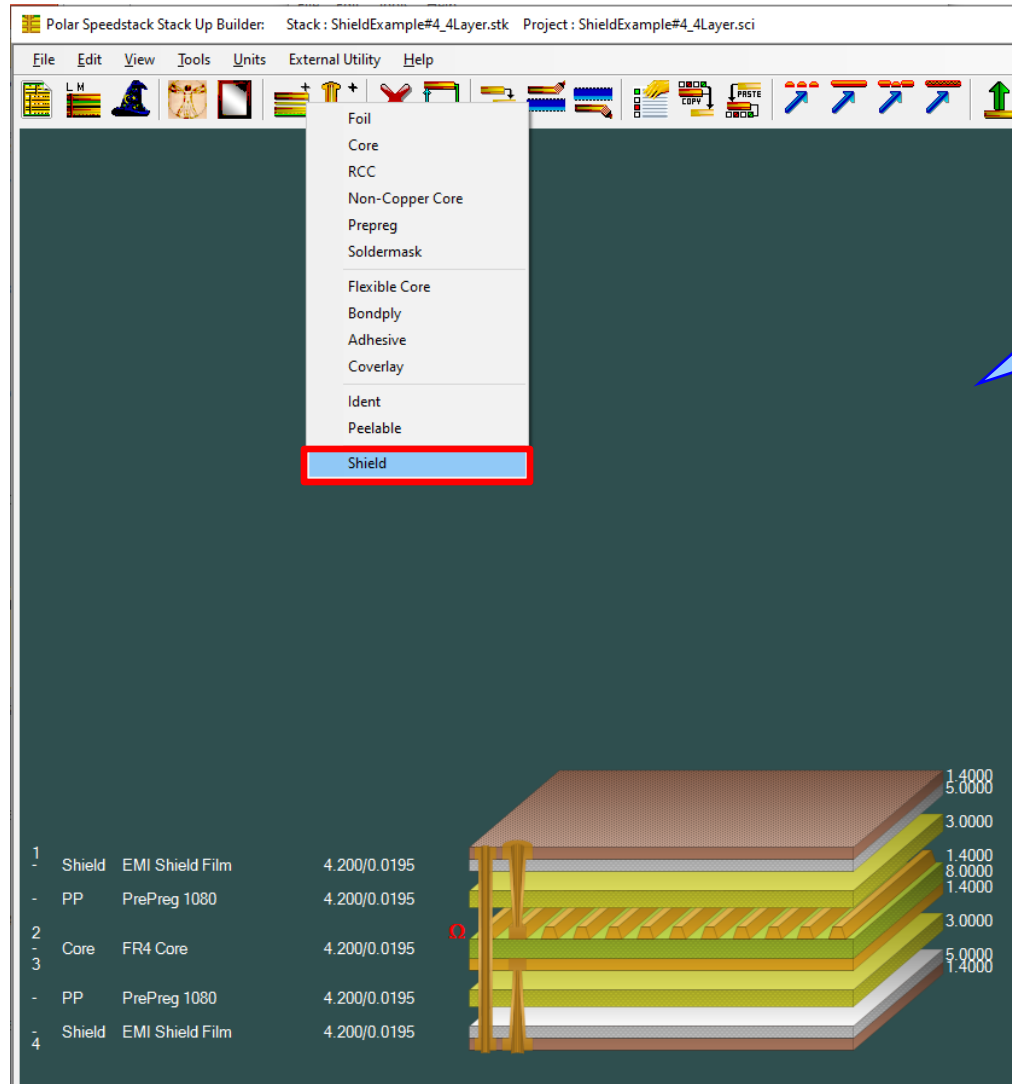 Polar Speedstack Stack Up Builder: Stack : ShieldExample#4_4Layer.stk Project : ShieldExample#4_4Layer.sci
File Edit View Tools Units External Utility Help
L M
COPY
PASTE
Foil
Core
RCC
Non-Copper Core
Prepreg
Soldermask
Flexible Core
Bondply
Adhesive
Coverlay
Ident
Peelable
Shield
1.4000
5.0000
3.0000
1
- Shield EMI Shield Film 4.200/0.0195
1.4000
8.0000
1.4000
- PP PrePreg 1080 4.200/0.0195
3.0000
2
- Core FR4 Core 4.200/0.0195
3
Ω
5.0000
1.4000
- PP PrePreg 1080 4.200/0.0195
- Shield EMI Shield Film 4.200/0.0195
4